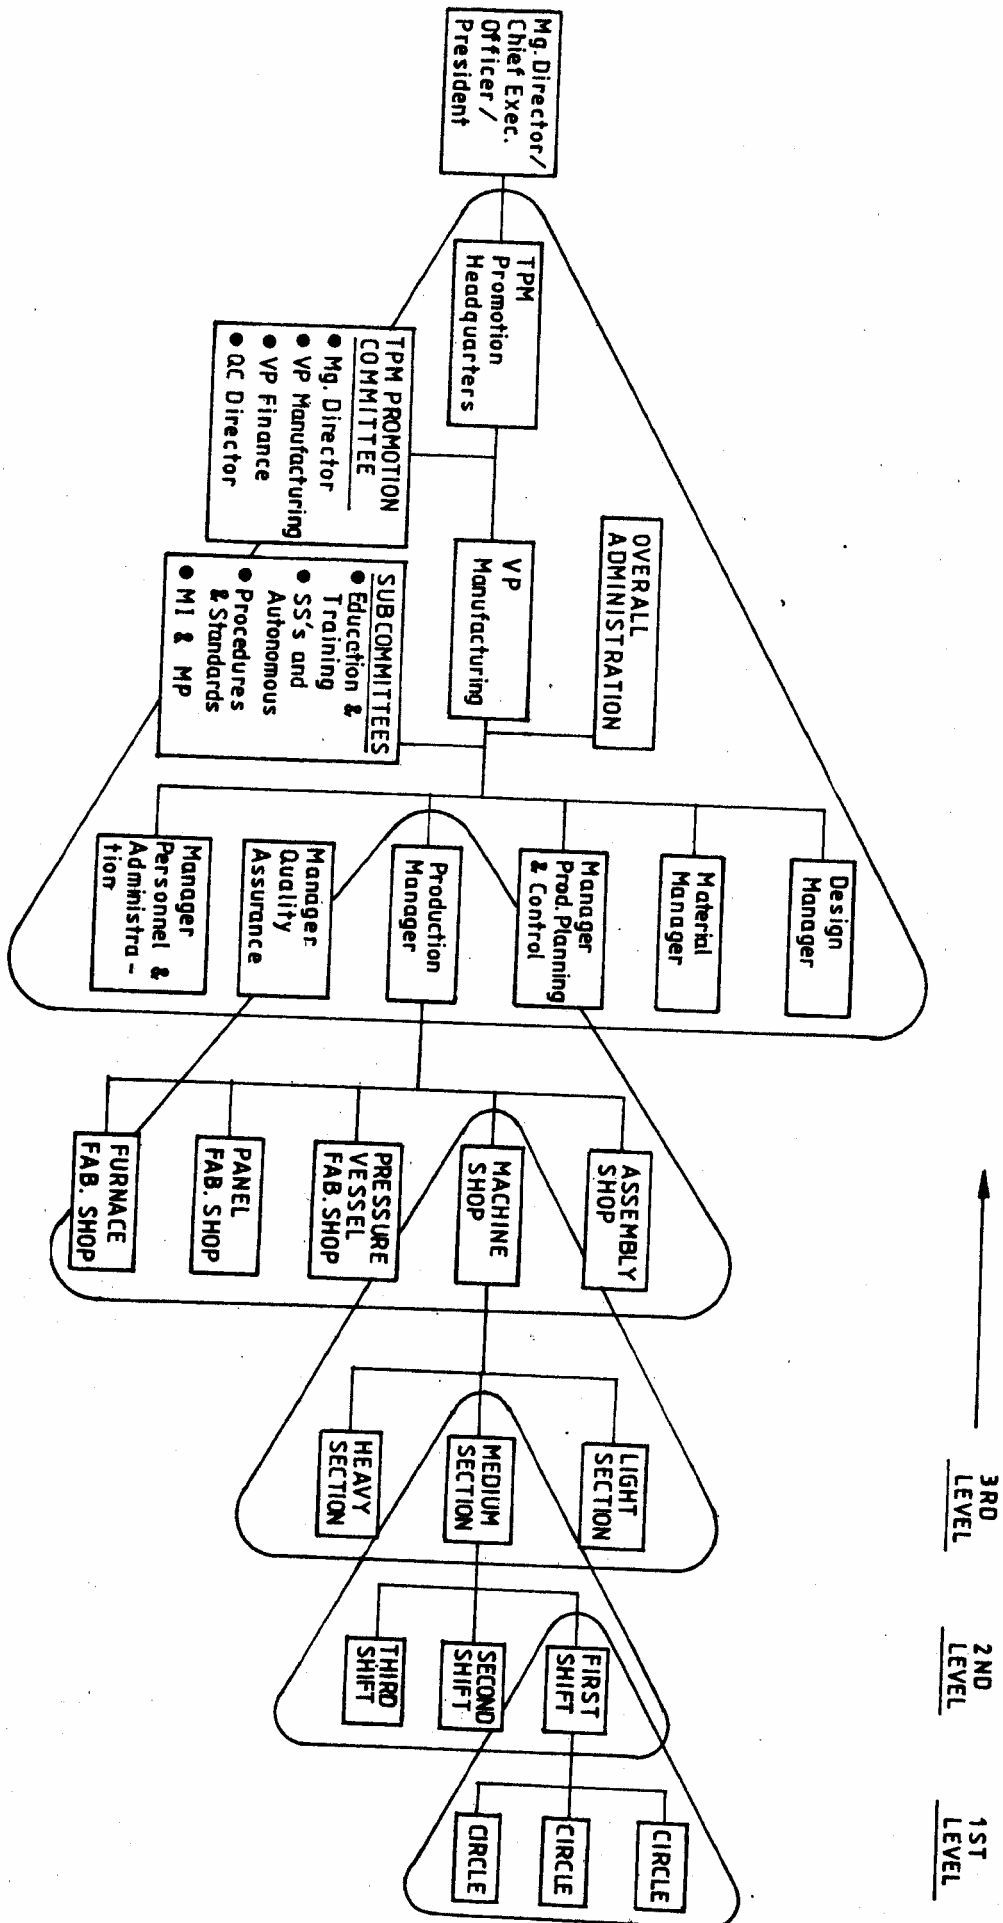 Mg. Director/
Chief Exec.
Officer/
President
TPM
Promotion
Headquarters
TPM PROMOTION
COMMITTEE
● Mg. Director
● VP Manufacturing
● VP Finance
● QC Director
OVERALL
ADMINISTRATION
VP
Manufacturing
SUBCOMMITTEES
● Education &
Training
● SS's and
Autonomous
● Procedures
& Standards
● MI & MP
Design
Manager
Material
Manager
Manager
Prod. Planning
& Control
Production
Manager
Manager
Quality
Assurance
Manager
Personnel &
Administra-
tion
ASSEMBLY
SHOP
MACHINE
SHOP
PRESSURE
VESSEL
FAB. SHOP
PANEL
FAB. SHOP
FURNACE
FAB. SHOP
3RD
LEVEL
LIGHT
SECTION
MEDIUM
SECTION
HEAVY
SECTION
2ND
LEVEL
FIRST
SHIFT
SECOND
SHIFT
THIRD
SHIFT
1ST
LEVEL
CIRCLE
CIRCLE
CIRCLE